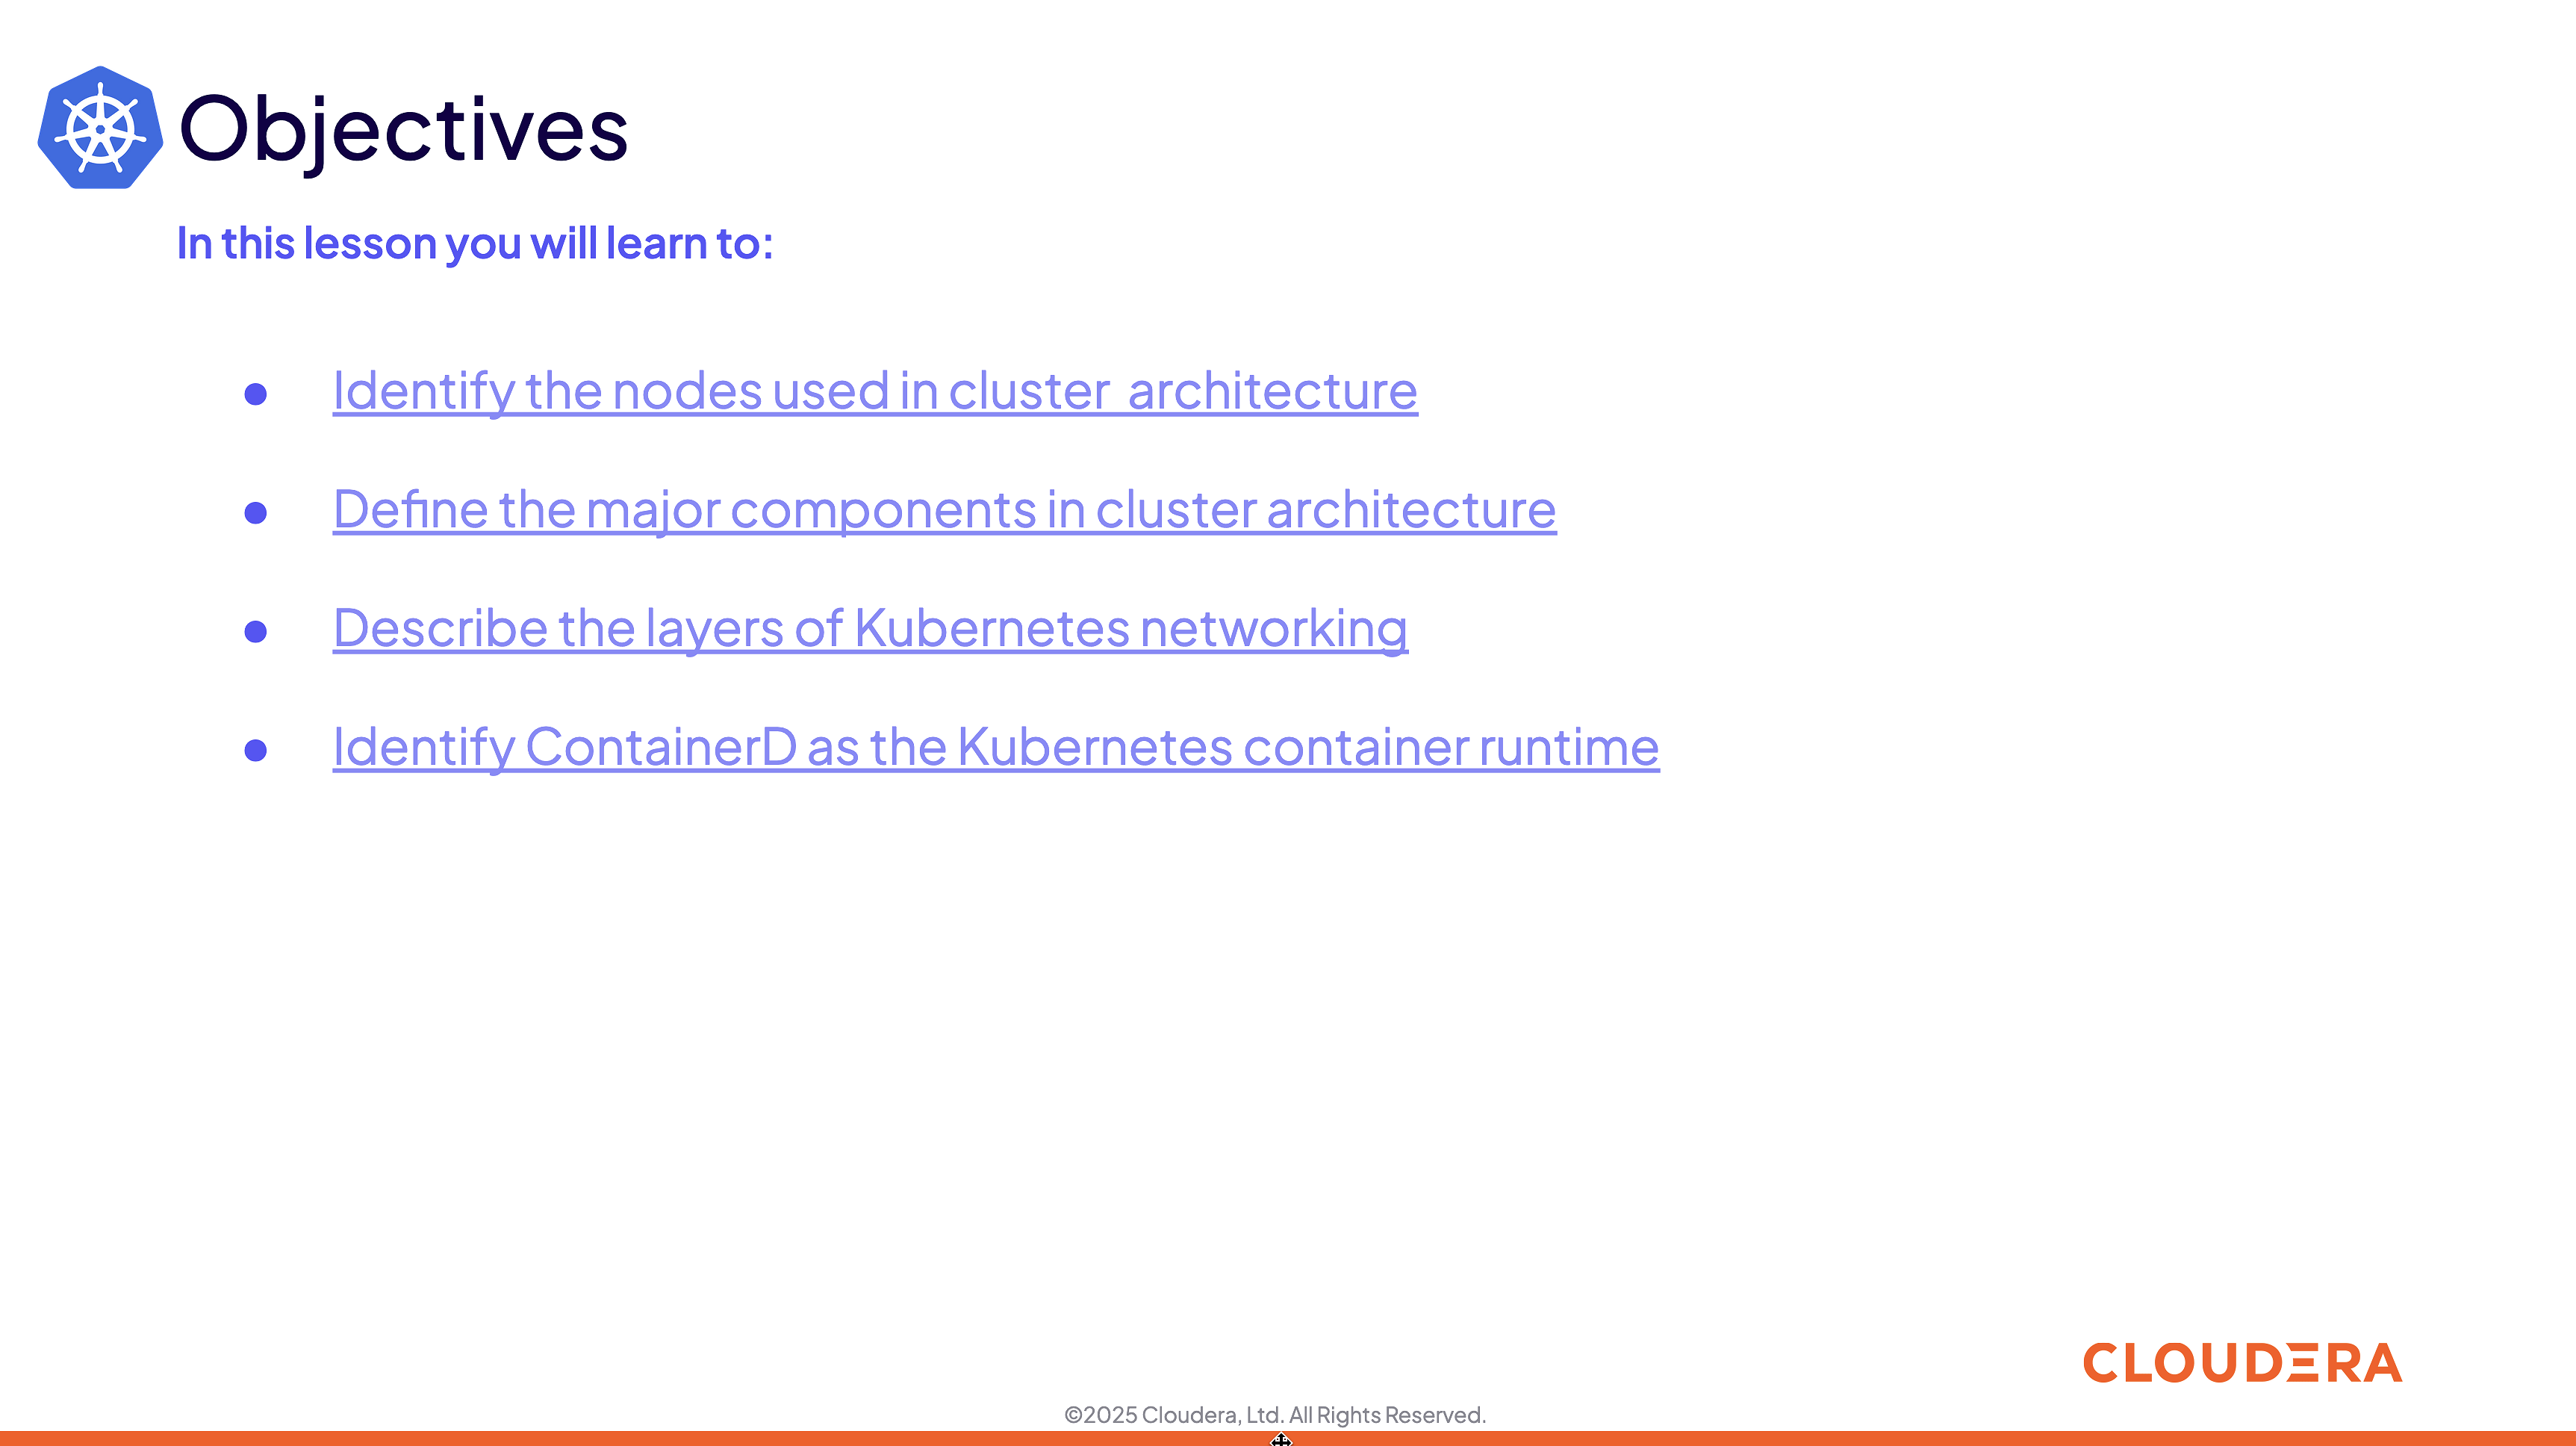 Objectives
In this lesson you will learn to:
● Identify the nodes used in cluster  architecture
● Define the major components in cluster architecture
● Describe the layers of Kubernetes networking
● Identify ContainerD as the Kubernetes container runtime
CLOUDERA
©2025 Cloudera, Ltd. All Rights Reserved.